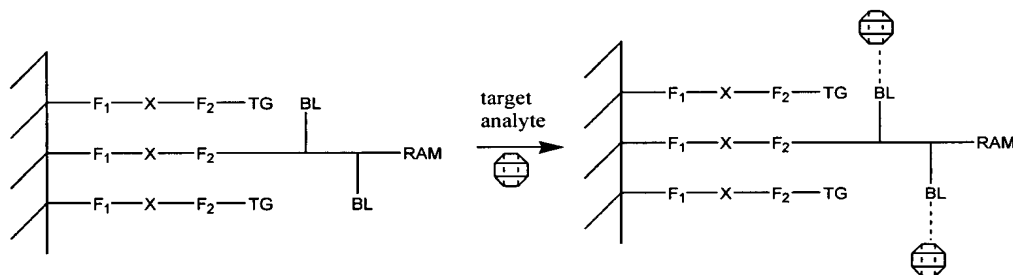 F₁—X—F₂—TG BL
F₁—X—F₂ RAM
F₁—X—F₂—TG BL
target
analyte
BL
F₁—X—F₂—TG
F₁—X—F₂ RAM
F₁—X—F₂—TG BL